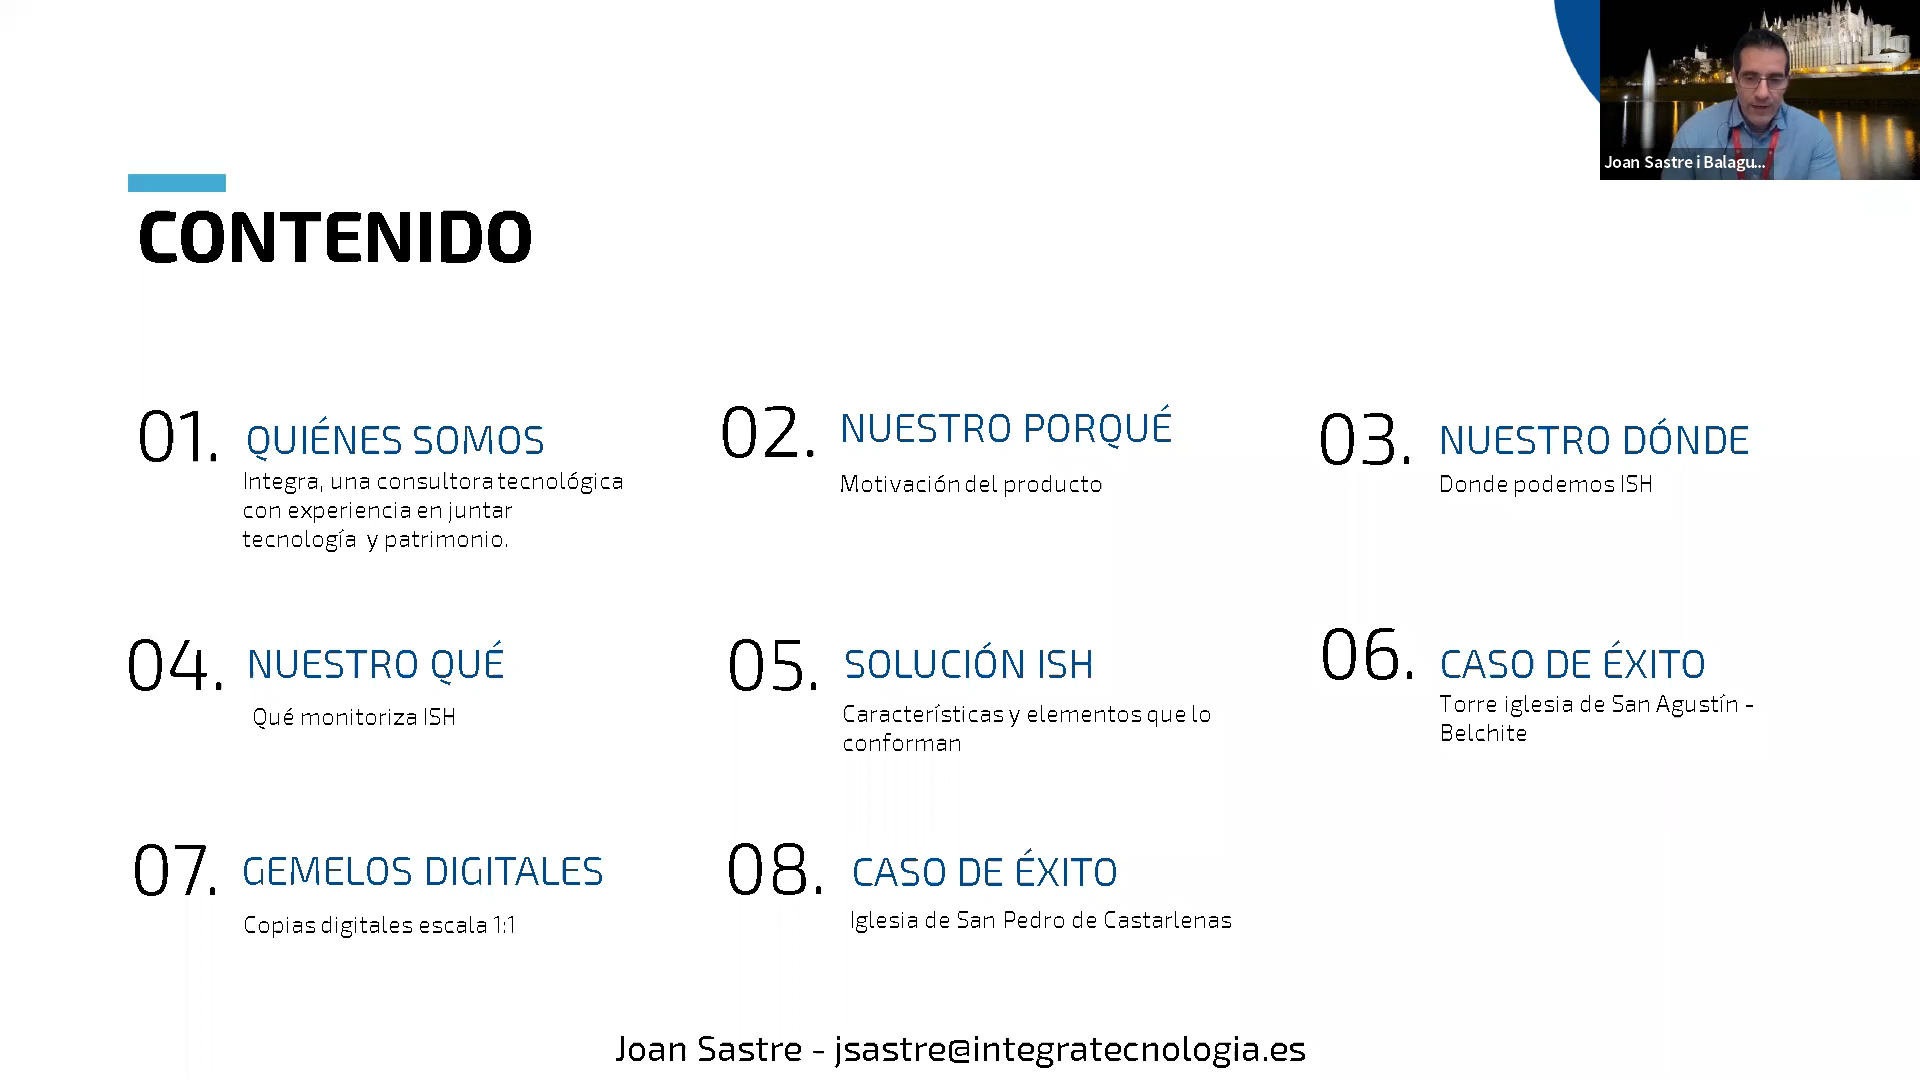 Joan Sastre i Balagu...
CONTENIDO
01. QUIÉNES SOMOS
Integra, una consultora tecnológica
con experiencia en juntar
tecnología y patrimonio.
02. NUESTRO PORQUÉ
Motivación del producto
03. NUESTRO DÓNDE
Donde podemos ISH
04. NUESTRO QUÉ
Qué monitoriza ISH
05. SOLUCIÓN ISH
Características y elementos que lo
conforman
06. CASO DE ÉXITO
Torre iglesia de San Agustín -
Belchite
07. GEMELOS DIGITALES
Copias digitales escala 1:1
08. CASO DE ÉXITO
Iglesia de San Pedro de Castarlenas
Joan Sastre - jsastre@integratecnologia.es